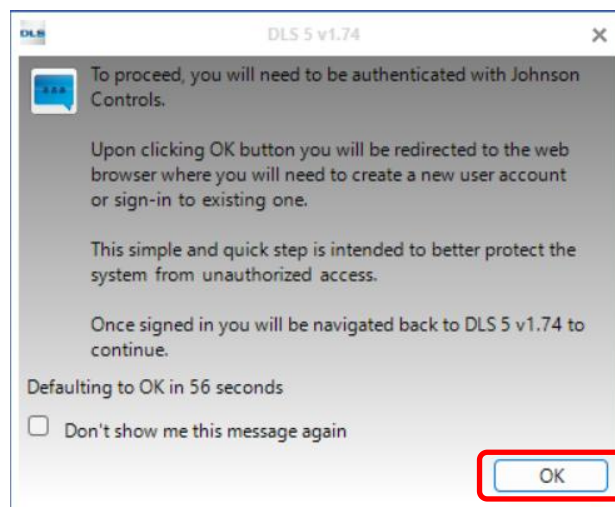 DLS
DLS 5 v1.74
To proceed, you will need to be authenticated with Johnson
Controls.
Upon clicking OK button you will be redirected to the web
browser where you will need to create a new user account
or sign-in to existing one.
This simple and quick step is intended to better protect the
system from unauthorized access.
Once signed in you will be navigated back to DLS 5 v1.74 to
continue.
Defaulting to OK in 56 seconds
Don't show me this message again
OK